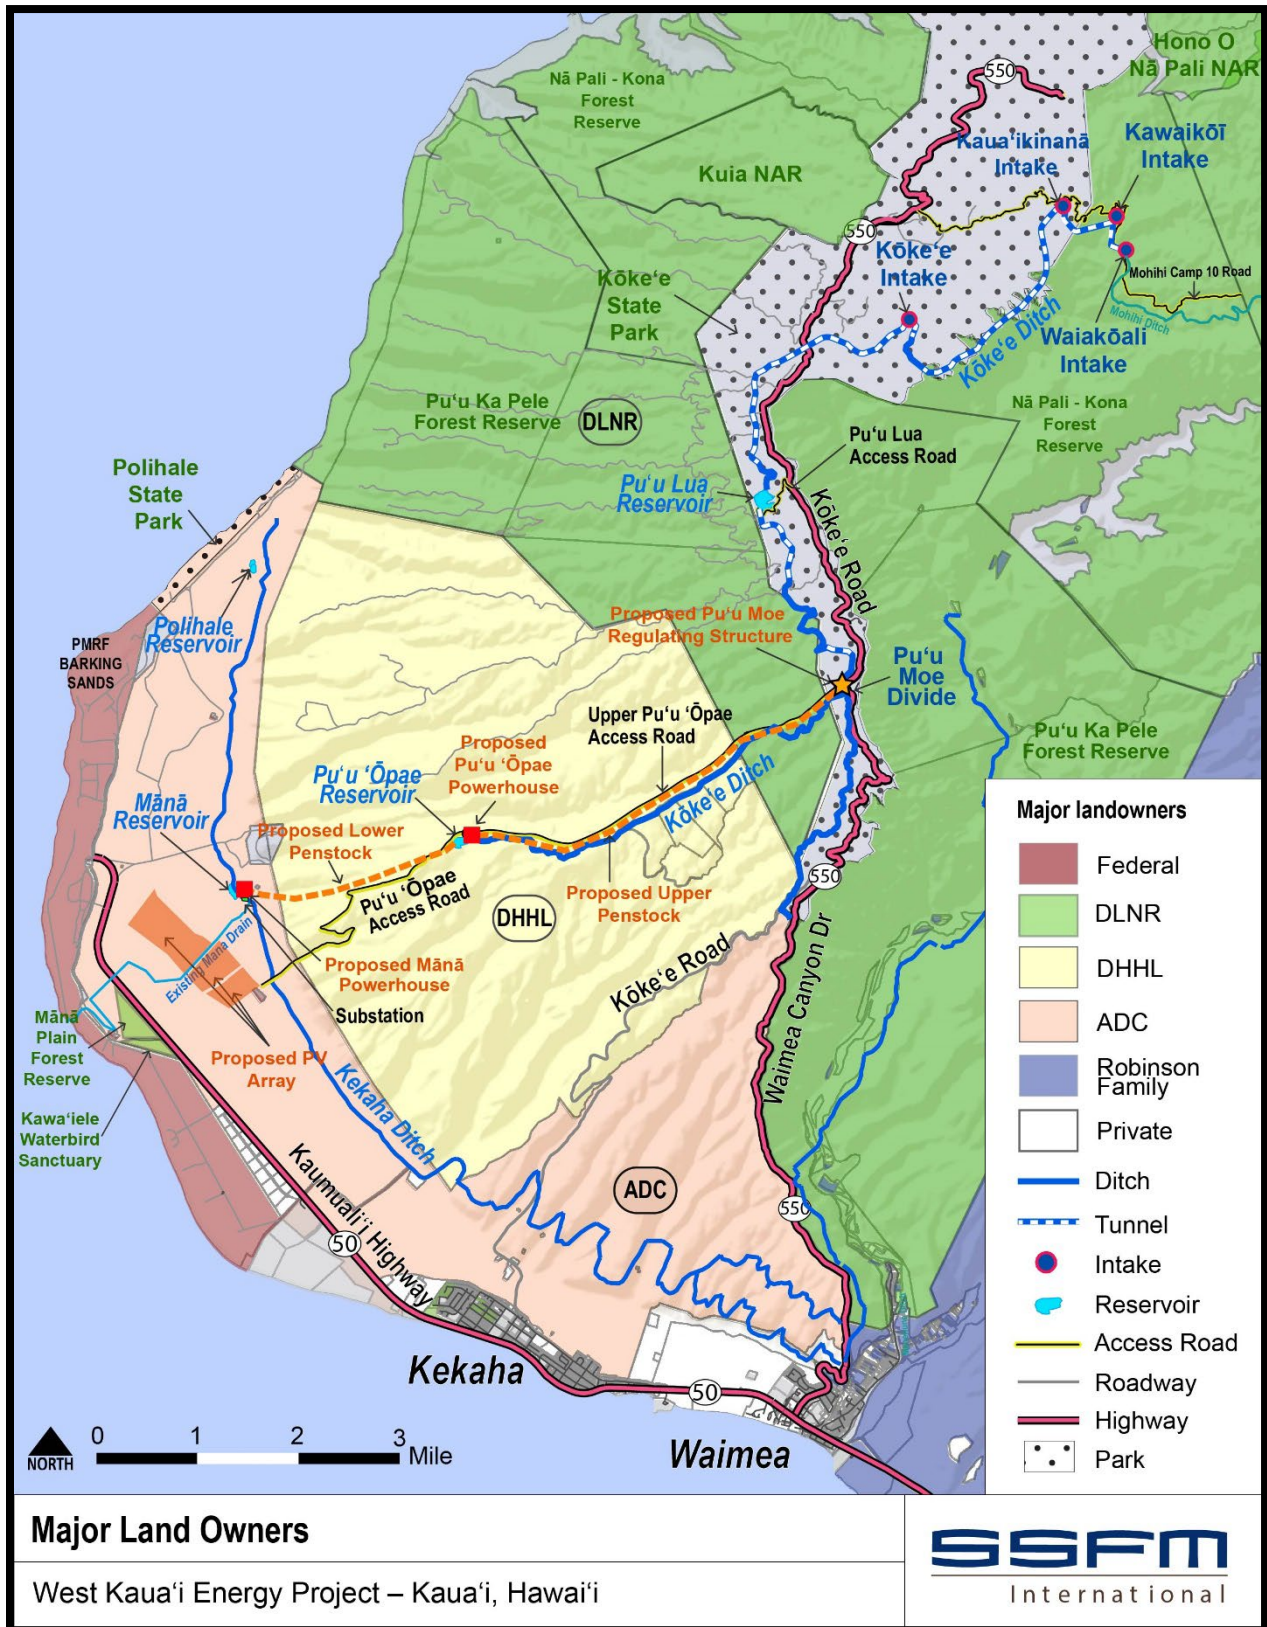 Hono O
Nā Pali NAR
550
Nā Pali - Kona
Forest
Reserve
Kuia NAR
Kaua‘ikinanā
Intake
Kawaikōī
Intake
550
Kōke‘e
Intake
Kōke‘e
State
Park
Mohihi Camp 10 Road
Mohihi Ditch
Kōke‘e Ditch
Waiakōali
Intake
Nā Pali - Kona
Forest
Reserve
Pu‘u Ka Pele
Forest Reserve
DLNR
Pu‘u Lua
Access Road
Pu‘u Lua
Reservoir
Kōke‘e Road
Polihale
State
Park
Polihale
Reservoir
PMRF
BARKING
SANDS
Proposed Pu‘u Moe
Regulating Structure
Pu‘u
Moe
Divide
Upper Pu‘u ‘Ōpae
Access Road
Pu‘u Ka Pele
Forest Reserve
Proposed
Pu‘u ‘Ōpae
Powerhouse
Pu‘u ‘Ōpae
Reservoir
Kōke‘e Ditch
Mānā
Reservoir
Proposed Lower
Penstock
Pu‘u ‘Ōpae
Access Road
Proposed Upper
Penstock
DHHL
550
Existing Mana Drain
Proposed Mānā
Powerhouse
Substation
Kōke‘e Road
Waimea Canyon Dr
Mānā
Plain
Forest
Reserve
Proposed PV
Array
Kawa‘iele
Waterbird
Sanctuary
Kekaha Ditch
Kaumuali‘i Highway
50
ADC
550
Kekaha
50
Waimea
Major landowners
Federal
DLNR
DHHL
ADC
Robinson
Family
Private
Ditch
Tunnel
Intake
Reservoir
Access Road
Roadway
Highway
Park
NORTH
0 1 2 3
Mile
Major Land Owners
West Kaua‘i Energy Project – Kaua‘i, Hawai‘i
SSFM
International